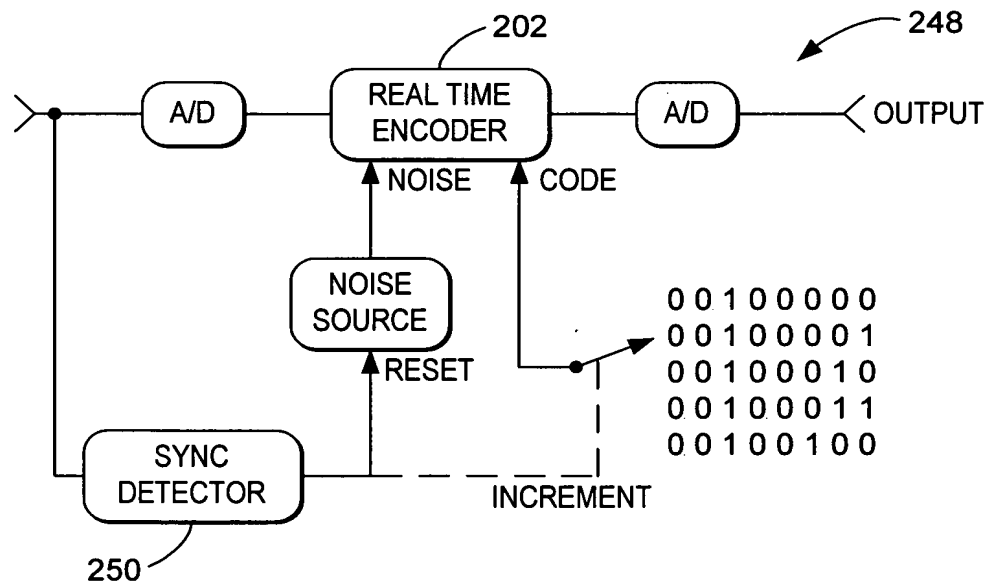 202
248
A/D
REAL TIME
ENCODER
A/D
OUTPUT
NOISE
CODE
NOISE
SOURCE
RESET
0 0 1 0 0 0 0 0
0 0 1 0 0 0 0 1
0 0 1 0 0 0 1 0
0 0 1 0 0 0 1 1
0 0 1 0 0 1 0 0
SYNC
DETECTOR
INCREMENT
250